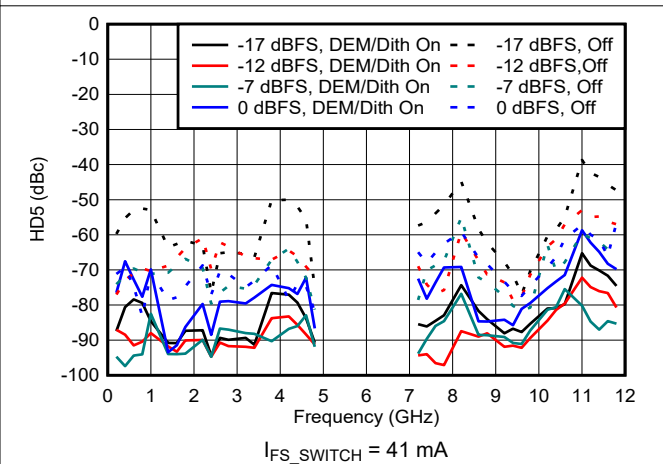 0
-10
-20
-30
-40
-50
-60
-70
-80
-90
-100
HD5 (dBc)
-17 dBFS, DEM/Dith On
-12 dBFS, DEM/Dith On
-7 dBFS, DEM/Dith On
0 dBFS, DEM/Dith On
-17 dBFS, Off
-12 dBFS,Off
-7 dBFS, Off
0 dBFS, Off
0 1 2 3 4 5 6 7 8 9 10 11 12
Frequency (GHz)
IFS_SWITCH = 41 mA